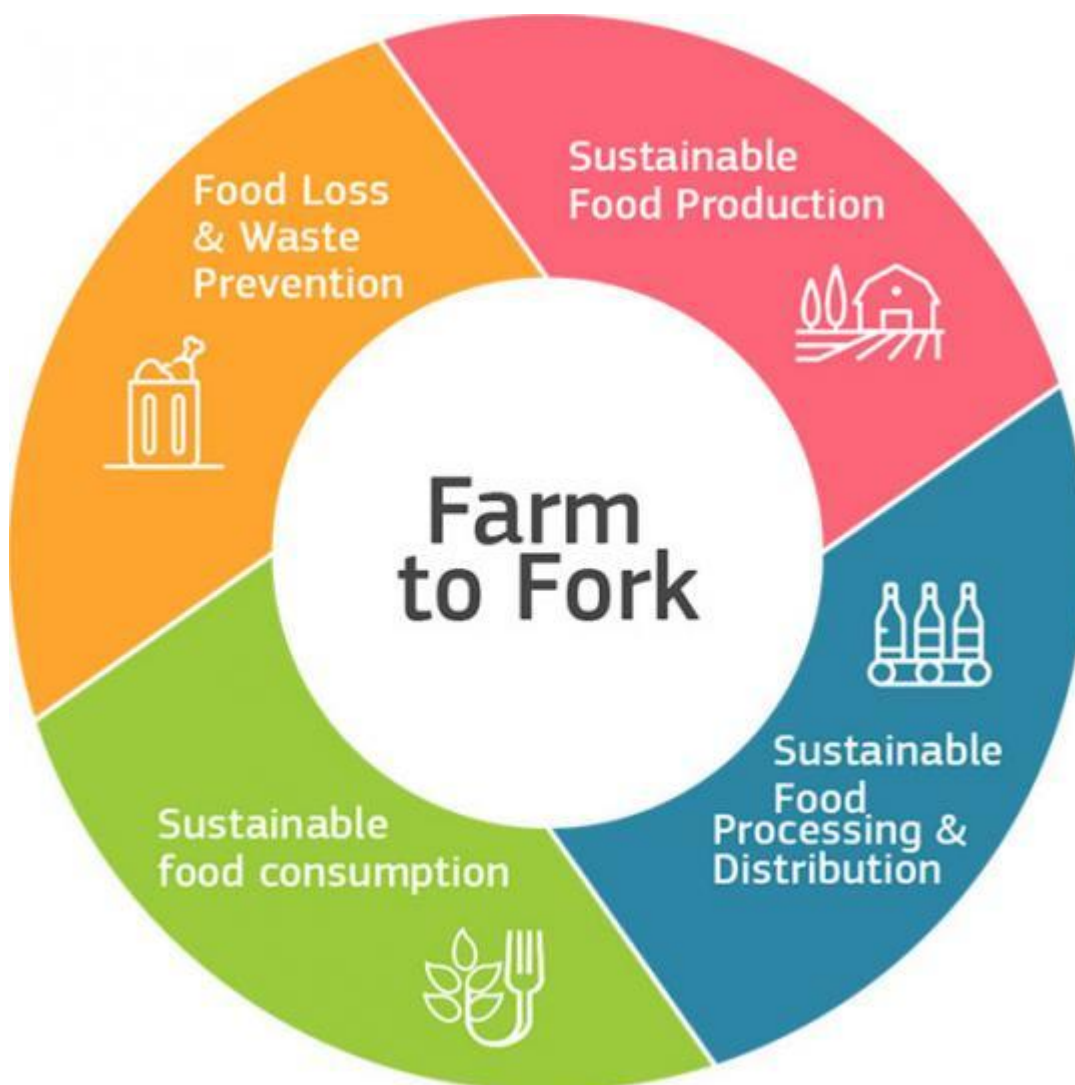 Sustainable
Food Production
Food Loss
& Waste
Prevention
Farm
to Fork
Sustainable
Food
Processing &
Distribution
Sustainable
food consumption